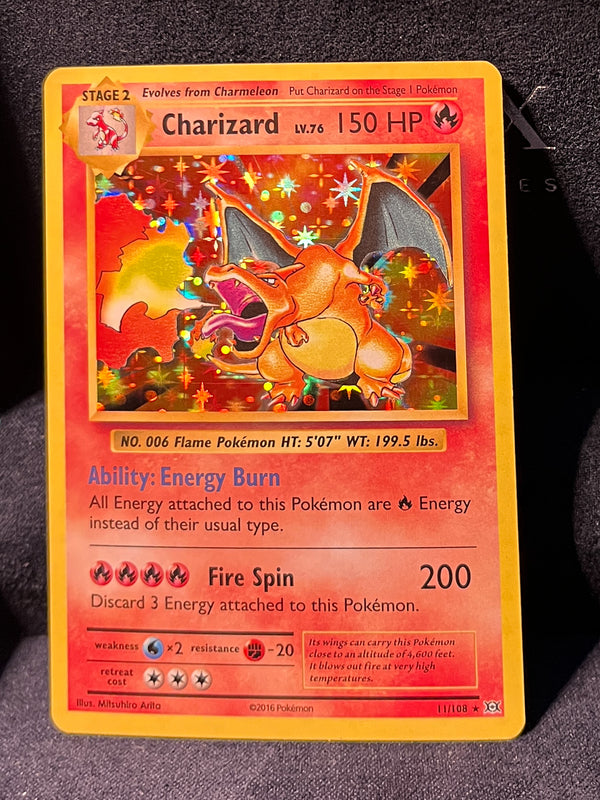 STAGE 2 Evolves from Charmeleon Put Charizard on the Stage 1 Pokémon
Charizard LV.76 150 HP
X
ES
NO. 006 Flame Pokémon HT: 5'07" WT: 199.5 lbs.
Ability: Energy Burn
All Energy attached to this Pokémon are Energy
instead of their usual type.
Fire Spin 200
Discard 3 Energy attached to this Pokémon.
weakness ×2 resistance -20
retreat
cost
Its wings can carry this Pokémon
close to an altitude of 4,600 feet.
It blows out fire at very high
temperatures.
Illus. Mitsuhiro Arita ©2016 Pokémon 11/108 ★